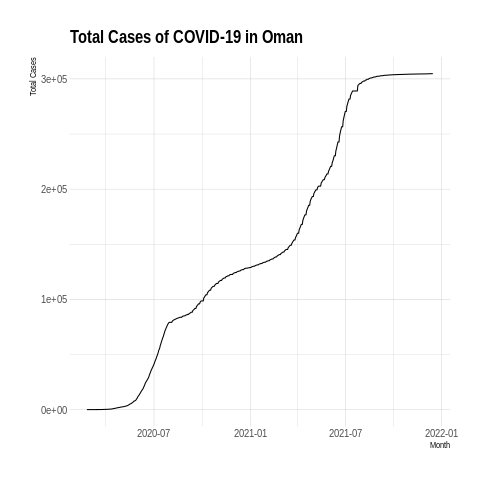 Total Cases of COVID-19 in Oman
Total Cases
3e+05
2e+05
1e+05
0e+00
2020-07 2021-01 2021-07 2022-01
Month